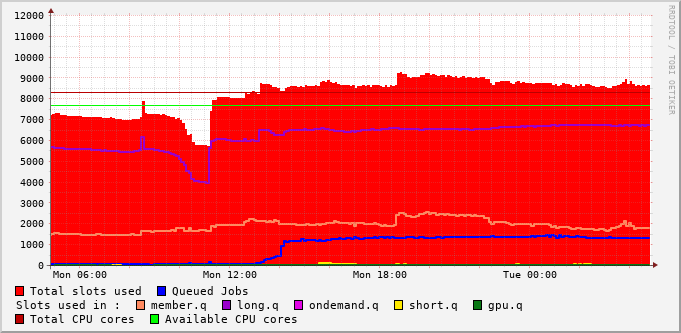 12000
11000
10000
9000
8000
7000
6000
5000
4000
3000
2000
1000
0
Mon 06:00 Mon 12:00 Mon 18:00 Tue 00:00
Total slots used Queued Jobs
Slots used in : member.q long.q ondemand.q short.q gpu.q
Total CPU cores Available CPU cores
RRDTOOL / TOBI OETIKER